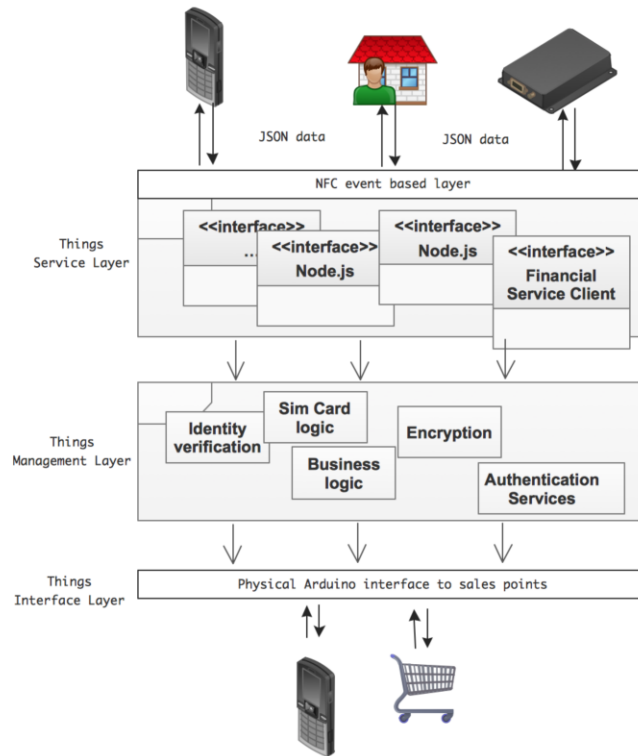 JSON data
JSON data
NFC event based layer
Things
Service Layer
<<interface>>
...
<<interface>>
Node.js
<<interface>>
Node.js
<<interface>>
Financial
Service Client
Things
Management Layer
Identity
verification
Sim Card
logic
Business
logic
Encryption
Authentication
Services
Things
Interface Layer
Physical Arduino interface to sales points